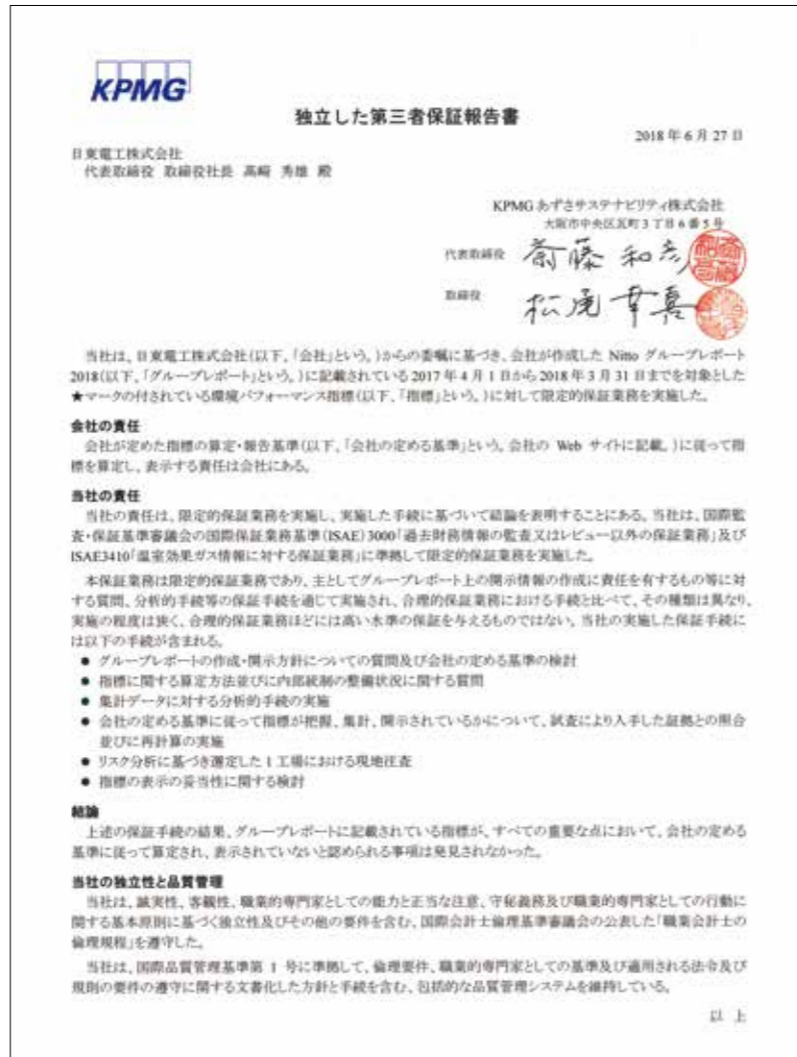 KPMG
独立した第三者保証報告書
2018 年 6 月 27 日
日東電工株式会社
代表取締役 取締役社長 髙﨑 秀雄 殿
KPMG あずさサステナビリティ株式会社
大阪市中央区瓦町 3 丁目 6 番 5 号
代表取締役 斎藤 和彦
取締役 松尾 幸喜
当社は、日東電工株式会社(以下、「会社」という。)からの委嘱に基づき、会社が作成した Nitto グループレポート
2018(以下、「グループレポート」という。)に記載されている 2017 年 4 月 1 日から 2018 年 3 月 31 日までを対象とした
★マークの付されている環境パフォーマンス指標(以下、「指標」という。)に対して限定的保証業務を実施した。
会社の責任
会社が定めた指標の算定・報告基準(以下、「会社の定める基準」という。会社の Web サイトに記載。)に従って指
標を算定し、表示する責任は会社にある。
当社の責任
当社の責任は、限定的保証業務を実施し、実施した手続に基づいて結論を表明することにある。当社は、国際監
査・保証基準審議会の国際保証業務基準(ISAE)3000「過去財務情報の監査又はレビュー以外の保証業務」及び
ISAE3410「温室効果ガス情報に対する保証業務」に準拠して限定的保証業務を実施した。
本保証業務は限定的保証業務であり、主としてグループレポート上の開示情報の作成に責任を有するもの等に対
する質問、分析的手続等の保証手続を通じて実施され、合理的保証業務における手続と比べて、その種類は異なり、
実施の程度は狭く、合理的保証業務ほどには高い水準の保証を与えるものではない。当社の実施した保証手続に
は以下の手続が含まれる。
● グループレポートの作成・開示方針についての質問及び会社の定める基準の検討
● 指標に関する算定方法並びに内部統制の整備状況に関する質問
● 集計データに対する分析的手続の実施
● 会社の定める基準に従って指標が把握、集計、開示されているかについて、試査により入手した証拠との照合
並びに再計算の実施
● リスク分析に基づき選定した 1 工場における現地往査
● 指標の表示の妥当性に関する検討
結論
上述の保証手続の結果、グループレポートに記載されている指標が、すべての重要な点において、会社の定める
基準に従って算定され、表示されていないと認められる事項は発見されなかった。
当社の独立性と品質管理
当社は、誠実性、客観性、職業的専門家としての能力と正当な注意、守秘義務及び職業的専門家としての行動に
関する基本原則に基づく独立性及びその他の要件を含む、国際会計士倫理基準審議会の公表した「職業会計士の
倫理規程」を遵守した。
当社は、国際品質管理基準第 1 号に準拠して、倫理要件、職業的専門家としての基準及び適用される法令及び
規則の要件の遵守に関する文書化した方針と手続を含む、包括的な品質管理システムを維持している。
以 上